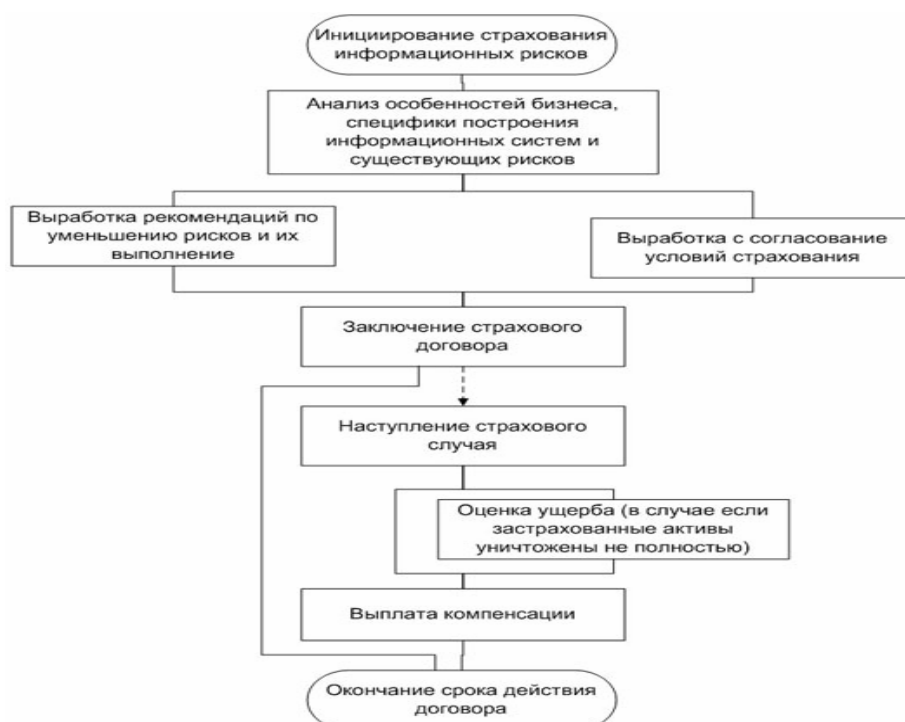 Инициирование страхования
информационных рисков
Анализ особенностей бизнеса,
специфики построения
информационных систем и
существующих рисков
Выработка рекомендаций по
уменьшению рисков и их
выполнение
Выработка с согласование
условий страхования
Заключение страхового
договора
Наступление страхового
случая
Оценка ущерба (в случае если
застрахованные активы
уничтожены не полностью)
Выплата компенсации
Окончание срока действия
договора